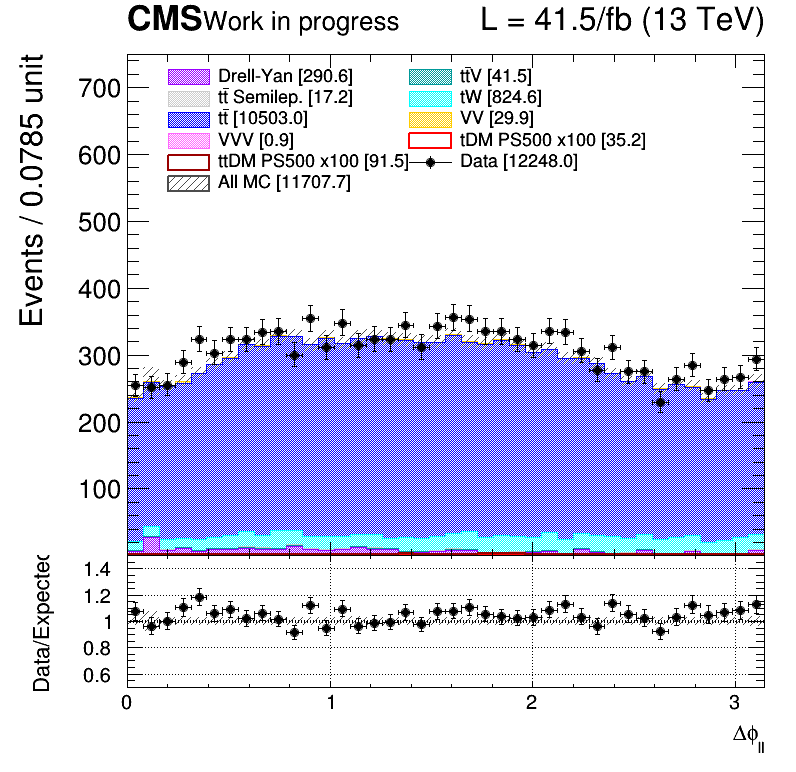 CMS Work in progress L = 41.5/fb (13 TeV)
Events / 0.0785 unit
700
600
500
400
300
200
100
Drell-Yan [290.6]
tt̄V [41.5]
tt̄ Semilep. [17.2]
tW [824.6]
tt̄ [10503.0]
VV [29.9]
VVV [0.9]
tDM PS500 x100 [35.2]
ttDM PS500 x100 [91.5]
Data [12248.0]
All MC [11707.7]
Data/Expected
1.4
1.2
1
0.8
0.6
0 1 2 3
Δϕ_ll